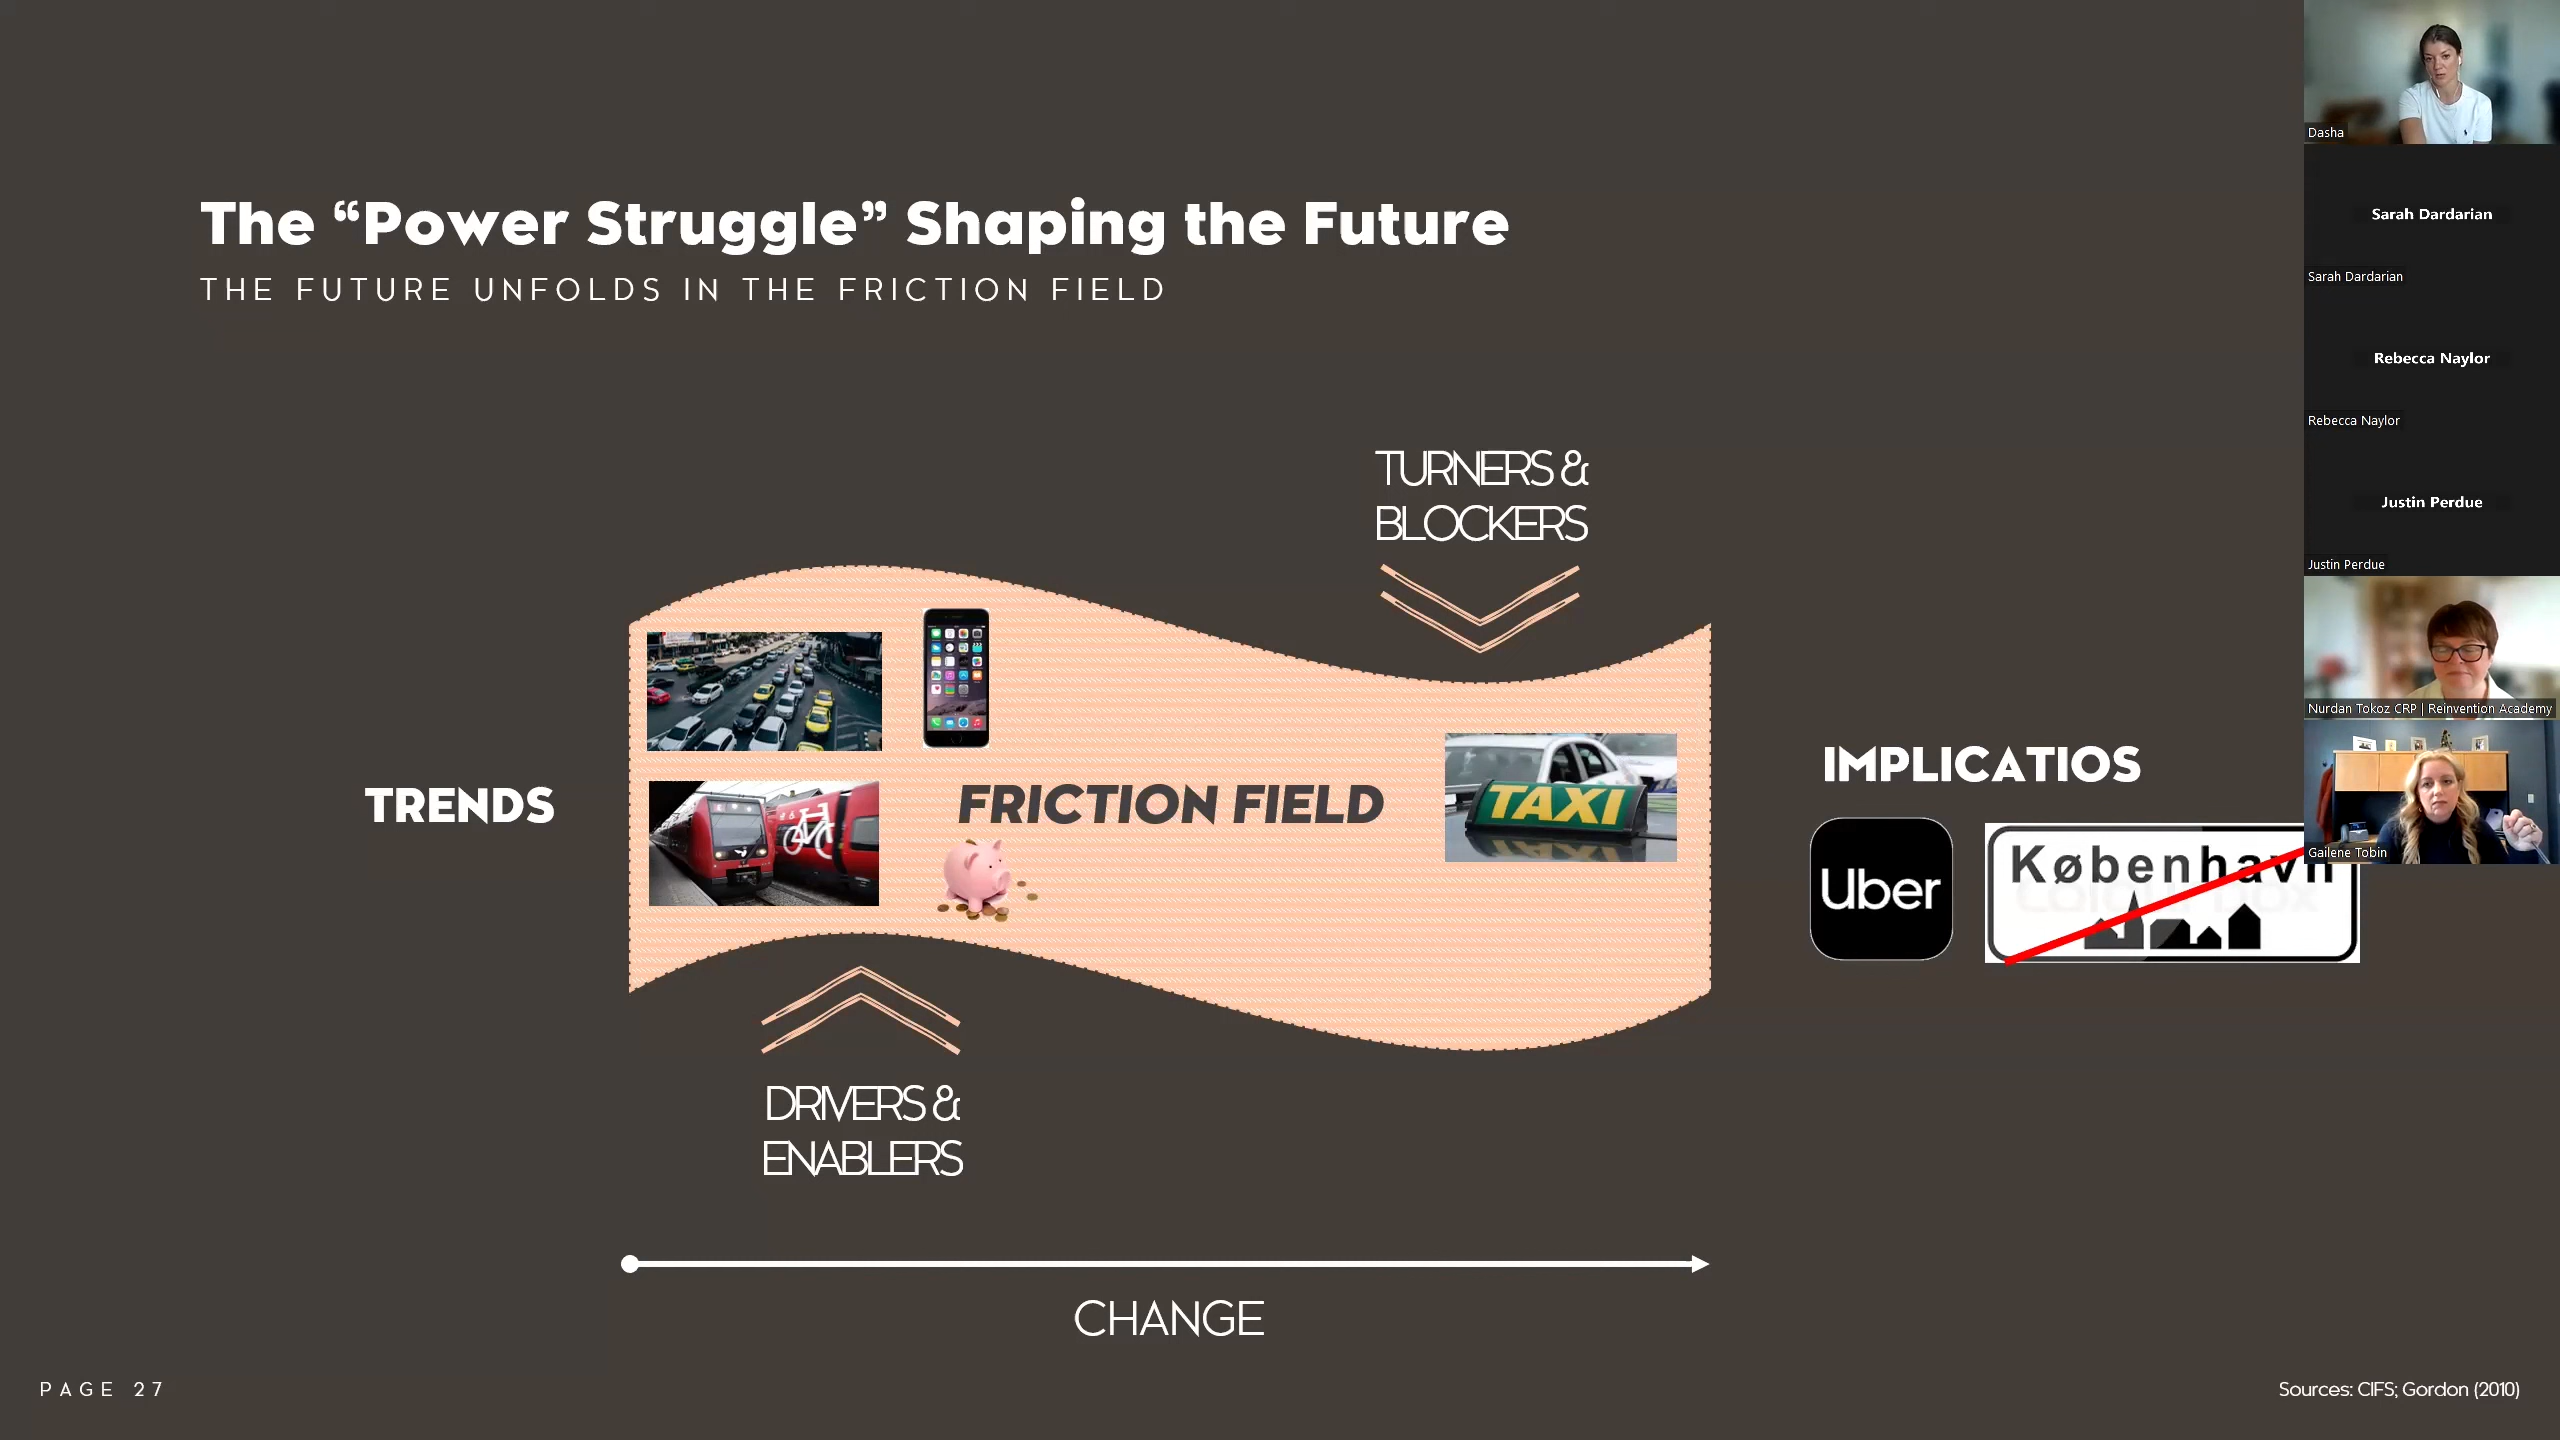 The “Power Struggle” Shaping the Future
THE FUTURE UNFOLDS IN THE FRICTION FIELD
TURNERS &
BLOCKERS
TRENDS
FRICTION FIELD
TAXI
IMPLICATIOS
Uber
København
DRIVERS &
ENABLERS
CHANGE
PAGE 27
Sources: CIFS; Gordon (2010)
Dasha
Sarah Dardarian
Sarah Dardarian
Rebecca Naylor
Rebecca Naylor
Justin Perdue
Justin Perdue
Nurdan Tokoz CRP | Reinvention Academy
Gailene Tobin